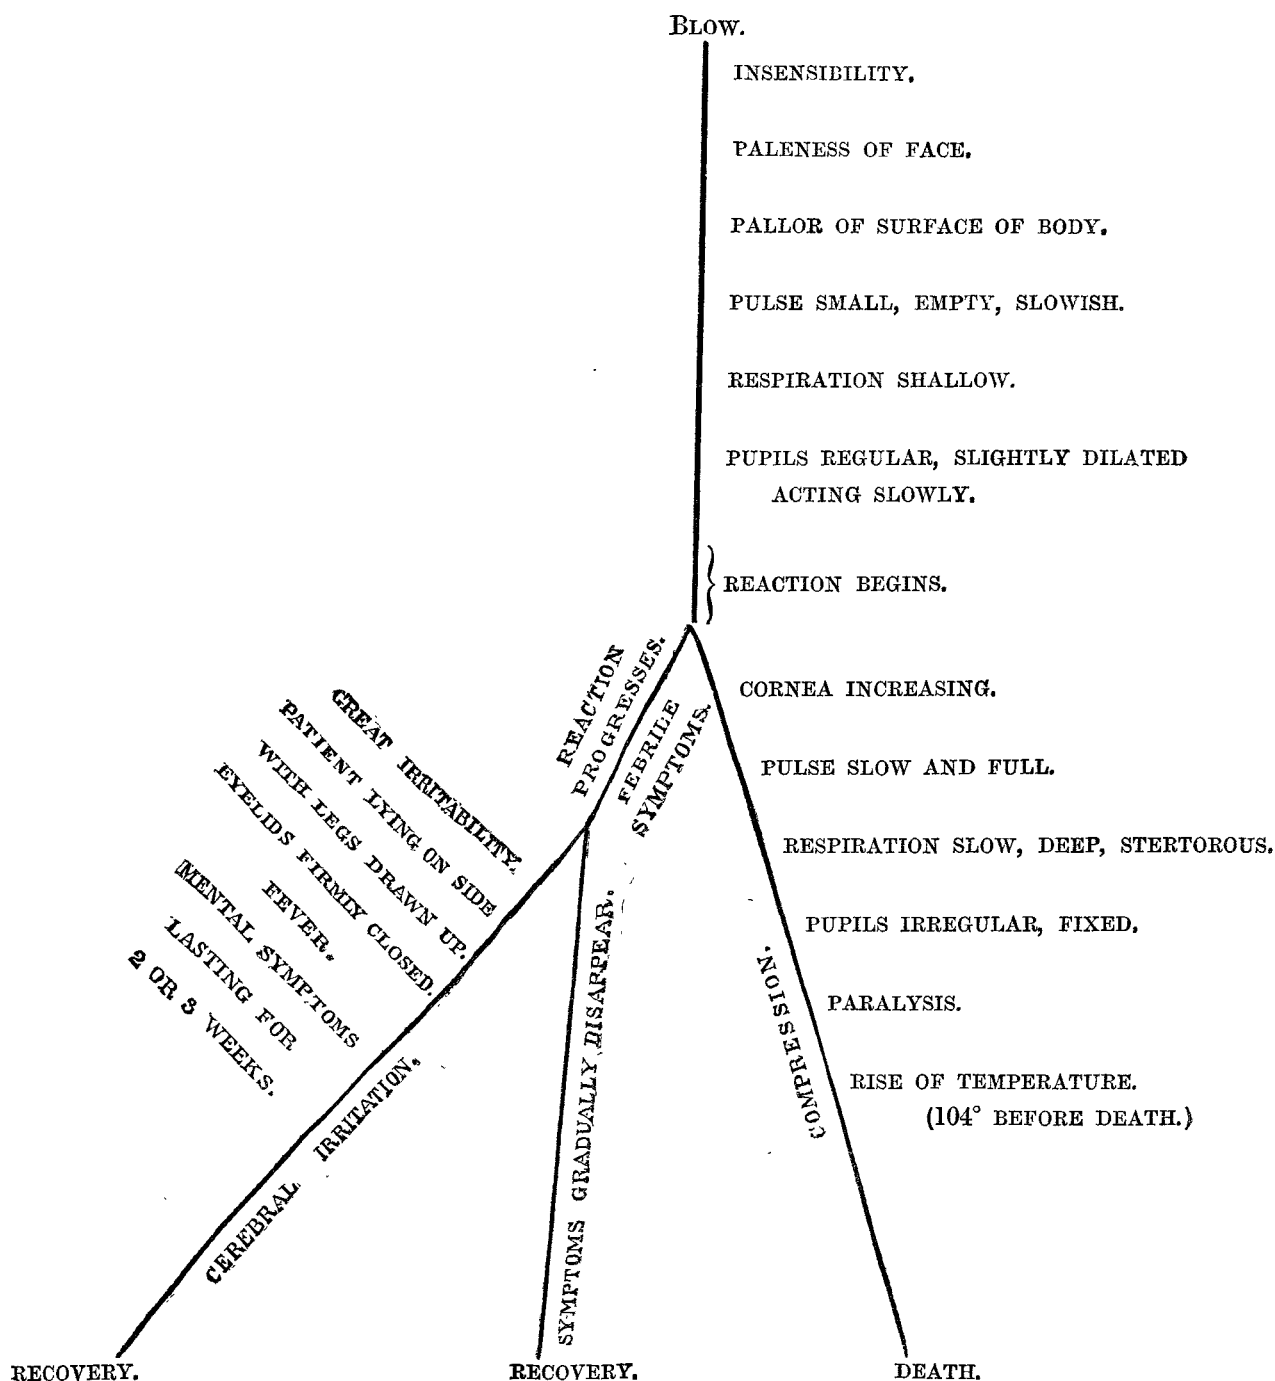 BLOW.
INSENSIBILITY.
PALENESS OF FACE.
PALLOR OF SURFACE OF BODY.
PULSE SMALL, EMPTY, SLOWISH.
RESPIRATION SHALLOW.
PUPILS REGULAR, SLIGHTLY DILATED
ACTING SLOWLY.
REACTION BEGINS.
REACTION
PROGRESSES.
FEBRILE
SYMPTOMS.
GREAT IRRITABILITY.
PATIENT LYING ON SIDE
WITH LEGS DRAWN UP.
EYELIDS FIRMLY CLOSED.
FEVER.
MENTAL SYMPTOMS
LASTING FOR
2 OR 3 WEEKS.
CEREBRAL IRRITATION.
RECOVERY.
SYMPTOMS GRADUALLY DISAPPEAR.
RECOVERY.
CORNEA INCREASING.
PULSE SLOW AND FULL.
RESPIRATION SLOW, DEEP, STERTOROUS.
PUPILS IRREGULAR, FIXED.
PARALYSIS.
RISE OF TEMPERATURE.
(104° BEFORE DEATH.)
COMPRESSION.
DEATH.